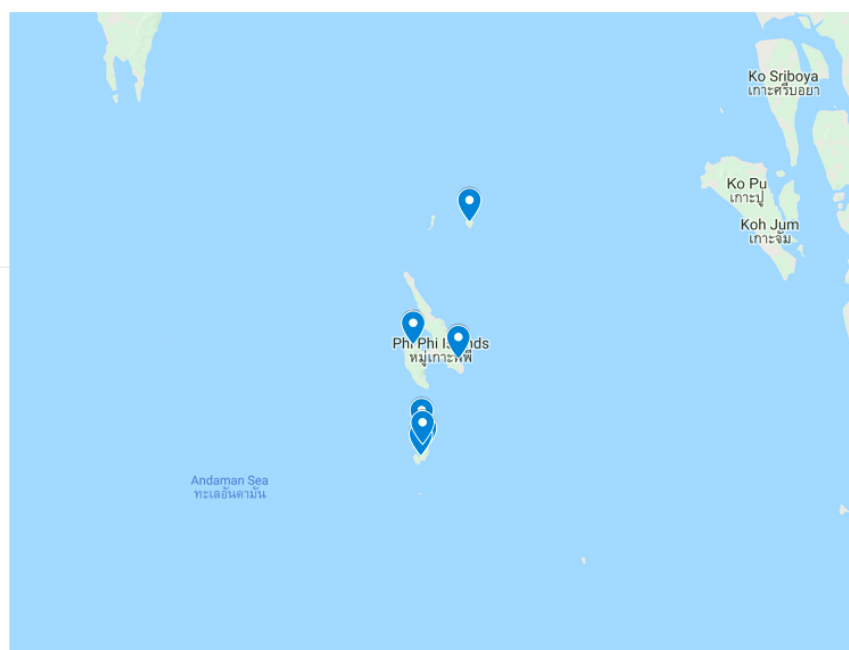 Ko Sriboya
เกาะศรีบอยา
Ko Pu
เกาะปู
Koh Jum
เกาะจำ
Phi Phi Islands
หมู่เกาะพีพี
Andaman Sea
ทะเลอันดามัน